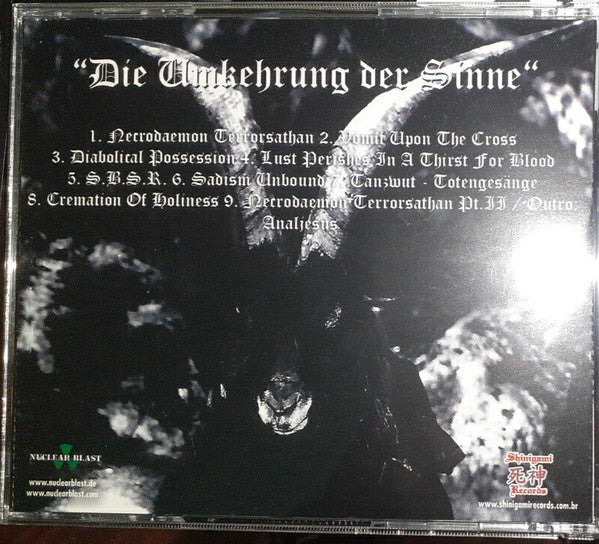 “Die Umkehrung der Sinne“
1. Necrodaemon Terrorsathan 2. Vomit Upon The Cross
3. Diabolical Possession 4. Lust Perishes In A Thirst For Blood
5. S.B.S.R. 6. Sadism Unbound 7. Tanzwut - Totengesänge
8. Cremation Of Holiness 9. Necrodaemon Terrorsathan Pt.II / Outro:
Analjesus
NUCLEAR BLAST
www.nuclearblast.de
www.nuclearblast.com
Shinigami
死神
Records
www.shinigamirecords.com.br